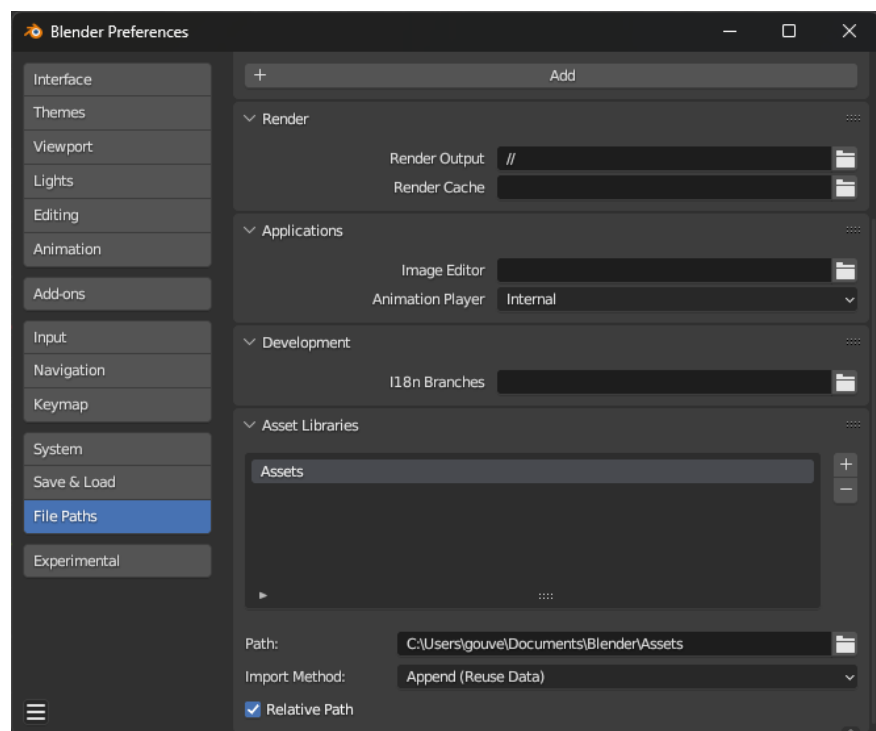 Blender Preferences
Interface
Themes
Viewport
Lights
Editing
Animation
Add-ons
Input
Navigation
Keymap
System
Save & Load
File Paths
Experimental
Add
Render
Render Output //
Render Cache
Applications
Image Editor
Animation Player Internal
Development
I18n Branches
Asset Libraries
Assets
Path: C:\Users\gouve\Documents\Blender\Assets
Import Method: Append (Reuse Data)
Relative Path